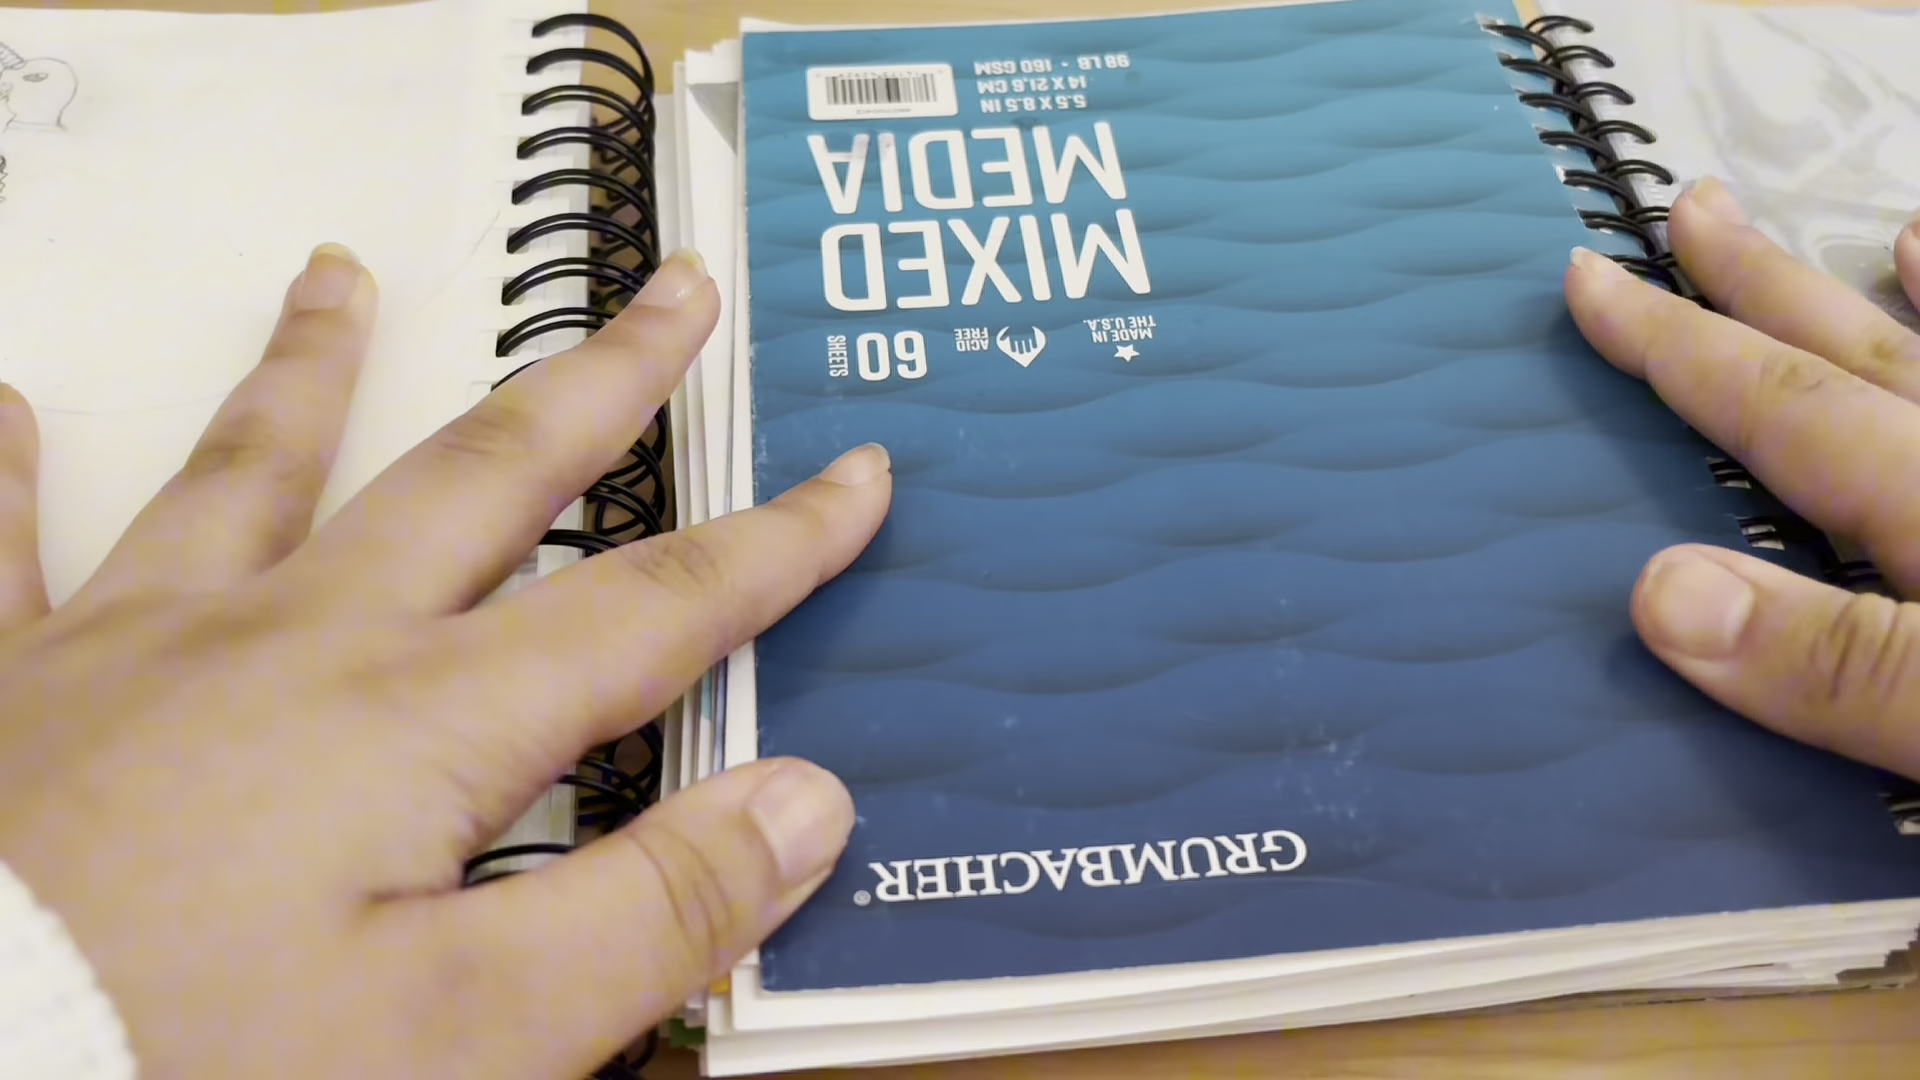 GRUMBACHER®
60 SHEETS
ACID FREE
MADE IN THE U.S.A.
MIXED
MEDIA
5.5 X 8.5 IN
14 X 21.6 CM
98 LB - 160 GSM